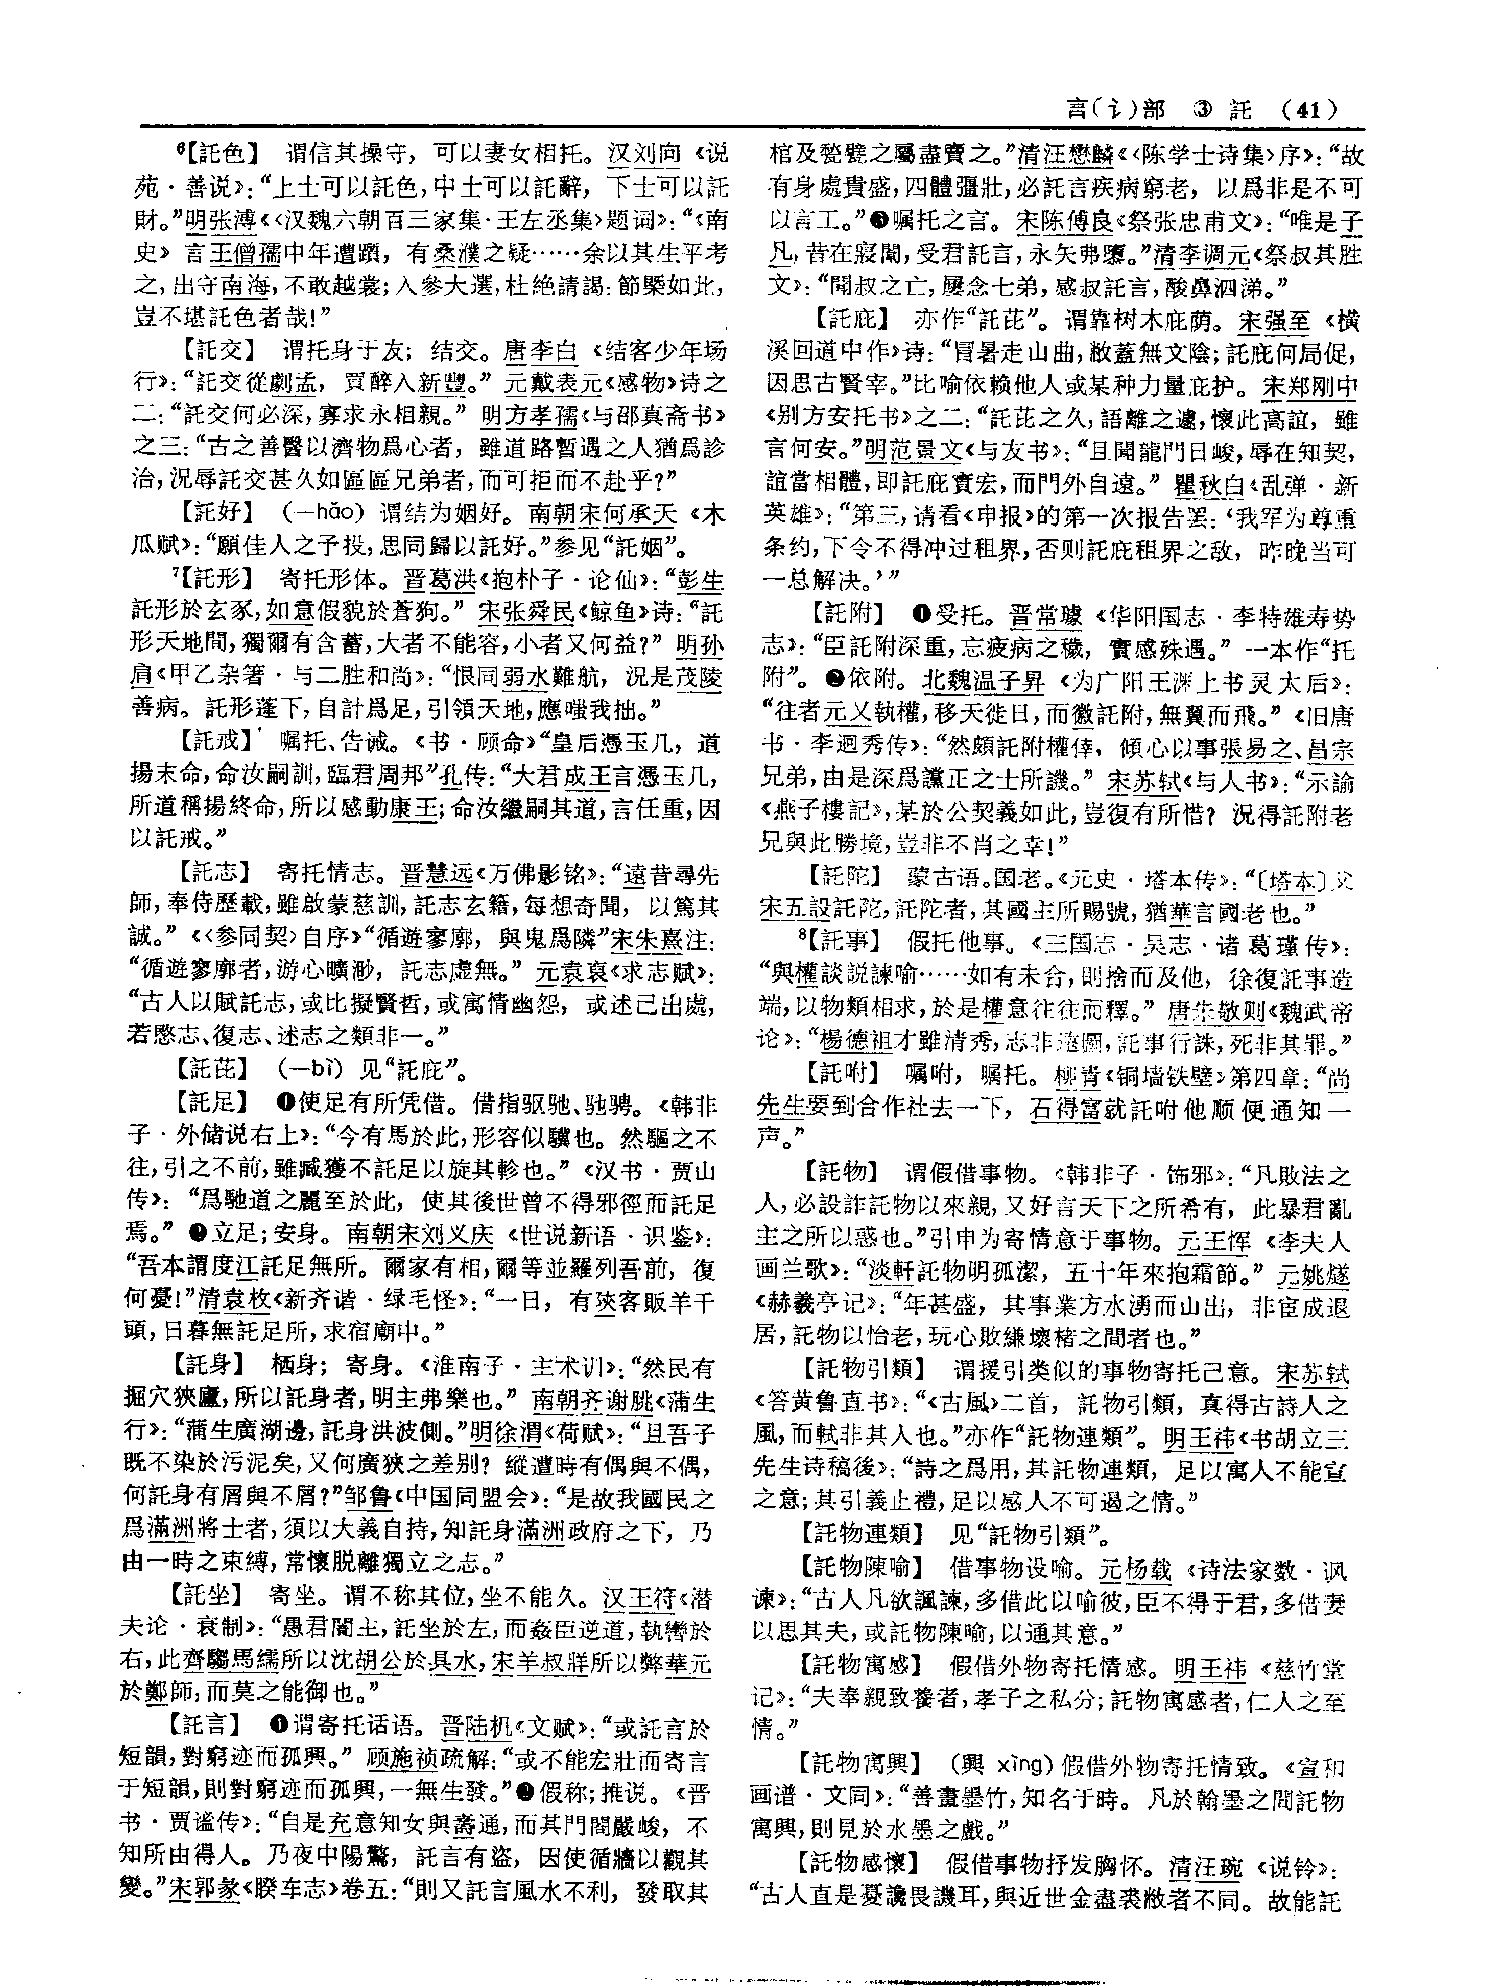 言(讠)部 ③ 託 (41)
⁶【託色】 谓信其操守，可以妻女相托。汉刘向《说
苑·善说》：“上士可以託色，中士可以託辭，下士可以託
財。”明张溥《〈汉魏六朝百三家集·王左丞集〉题词》：“《南
史》言王僧孺中年遭躓，有桑濮之疑……余以其生平考
之，出守南海，不敢越裳；入參大選，杜絶請謁：節槩如此，
豈不堪託色者哉！”
【託交】 谓托身于友；结交。唐李白《结客少年场
行》：“託交從劇孟，買醉入新豐。”元戴表元《感物》诗之
二：“託交何必深，寡求永相親。”明方孝孺《与邵真斋书》
之三：“古之善醫以濟物爲心者，雖道路暫遇之人猶爲診
治，況辱託交甚久如區區兄弟者，而可拒而不赴乎？”
【託好】 （—hǎo）谓结为姻好。南朝宋何承天《木
瓜赋》：“願佳人之予投，思同歸以託好。”参见“託姻”。
⁷【託形】 寄托形体。晋葛洪《抱朴子·论仙》：“彭生
託形於玄豕，如意假貌於蒼狗。”宋张舜民《鲸鱼》诗：“託
形天地間，獨爾有含蓄，大者不能容，小者又何益？”明孙
肩《甲乙杂箸·与二胜和尚》：“恨同弱水難航，況是茂陵
善病。託形蓬下，自計爲足，引領天地，應嗤我拙。”
【託戒】 嘱托、告诫。《书·顾命》“皇后憑玉几，道
揚末命，命汝嗣訓，臨君周邦”孔传：“大君成王言憑玉几，
所道稱揚終命，所以感動康王；命汝繼嗣其道，言任重，因
以託戒。”
【託志】 寄托情志。晋慧远《万佛影铭》：“遠昔尋先
師，奉侍歷載，雖啟蒙慈訓，託志玄籍，每想奇聞，以篤其
誠。”《〈参同契〉自序》“循遊寥廓，與鬼爲隣”宋朱熹注：
“循遊寥廓者，游心曠渺，託志虚無。”元袁裒《求志赋》：
“古人以賦託志，或比擬賢哲，或寓情幽怨，或述己出處，
若愍志、復志、述志之類非一。”
【託芘】 （—bì）见“託庇”。
【託足】 ❶使足有所凭借。借指驱驰、驰骋。《韩非
子·外储说右上》：“今有馬於此，形容似驥也。然驅之不
往，引之不前，雖臧獲不託足以旋其軫也。”《汉书·贾山
传》：“爲馳道之麗至於此，使其後世曾不得邪徑而託足
焉。”❷立足；安身。南朝宋刘义庆《世说新语·识鉴》：
“吾本謂度江託足無所。爾家有相，爾等並羅列吾前，復
何憂！”清袁枚《新齐谐·绿毛怪》：“一日，有狹客販羊千
頭，日暮無託足所，求宿廟中。”
【託身】 栖身；寄身。《淮南子·主术训》：“然民有
掘穴狹廬，所以託身者，明主弗樂也。”南朝齐谢朓《蒲生
行》：“蒲生廣湖邊，託身洪波側。”明徐渭《荷赋》：“且吾子
既不染於污泥矣，又何廣狹之差别？縱遭時有偶與不偶，
何託身有屑與不屑？”邹鲁《中国同盟会》：“是故我國民之
爲滿洲將士者，須以大義自持，知託身滿洲政府之下，乃
由一時之束縛，常懷脱離獨立之志。”
【託坐】 寄坐。谓不称其位，坐不能久。汉王符《潜
夫论·衰制》：“愚君闇主，託坐於左，而姦臣逆道，執轡於
右，此齊騶馬繻所以沈胡公於具水，宋羊叔牂所以弊華元
於鄭師，而莫之能御也。”
【託言】 ❶谓寄托话语。晋陆机《文赋》：“或託言於
短韻，對窮迹而孤興。”顾施祯疏解：“或不能宏壯而寄言
于短韻，則對窮迹而孤興，一無生發。”❷假称；推说。《晋
书·贾谧传》：“自是充意知女與壽通，而其門閤嚴峻，不
知所由得人。乃夜中陽驚，託言有盜，因使循牆以觀其
變。”宋郭彖《睽车志》卷五：“則又託言風水不利，發取其
棺及甃甓之屬盡賣之。”清汪懋麟《〈陈学士诗集〉序》：“故
有身處貴盛，四體彊壯，必託言疾病窮老，以爲非是不可
以言工。”❸嘱托之言。宋陈傅良《祭张忠甫文》：“唯是子
凡，昔在寢闥，受君託言，永矢弗墮。”清李调元《祭叔其胜
文》：“聞叔之亡，屢念七弟，感叔託言，酸鼻泗涕。”
【託庇】 亦作“託芘”。谓靠树木庇荫。宋强至《横
溪回道中作》诗：“冒暑走山曲，敝蓋無文陰；託庇何局促，
因思古賢宰。”比喻依赖他人或某种力量庇护。宋郑刚中
《别方安托书》之二：“託芘之久，語離之遽，懷此高誼，雖
言何安。”明范景文《与友书》：“且聞龍門日峻，辱在知契，
誼當相體，即託庇實宏，而門外自遠。”瞿秋白《乱弹·新
英雄》：“第三，请看《申报》的第一次报告罢：‘我军为尊重
条约，下令不得冲过租界，否则託庇租界之敌，昨晚当可
一总解决。’”
【託附】 ❶受托。晋常璩《华阳国志·李特雄寿势
志》：“臣託附深重，忘疲病之穢，實感殊遇。”一本作“托
附”。❷依附。北魏温子昇《为广阳王渊上书灵太后》：
“往者元乂執權，移天徙日，而徽託附，無翼而飛。”《旧唐
书·李迥秀传》：“然頗託附權倖，傾心以事張易之、昌宗
兄弟，由是深爲讜正之士所譏。”宋苏轼《与人书》：“示諭
《燕子樓記》，某於公契義如此，豈復有所惜？況得託附老
兄與此勝境，豈非不肖之幸！”
【託陀】 蒙古语。国老。《元史·塔本传》：“〔塔本〕父
宋五設託陀，託陀者，其國主所賜號，猶華言國老也。”
⁸【託事】 假托他事。《三国志·吴志·诸葛瑾传》：
“與權談説諫喻……如有未合，則捨而及他，徐復託事造
端，以物類相求，於是權意往往而釋。”唐朱敬则《魏武帝
论》：“楊德祖才雖清秀，志非遠圖，託事行誅，死非其罪。”
【託咐】 嘱咐，嘱托。柳青《铜墙铁壁》第四章：“尚
先生要到合作社去一下，石得富就託咐他顺便通知一
声。”
【託物】 谓假借事物。《韩非子·饰邪》：“凡敗法之
人，必設詐託物以來親，又好言天下之所希有，此暴君亂
主之所以惑也。”引申为寄情意于事物。元王恽《李夫人
画兰歌》：“淡軒託物明孤潔，五十年來抱霜節。”元姚燧
《赫羲亭记》：“年甚盛，其事業方水湧而山出，非宦成退
居，託物以怡老，玩心敗縑壞楮之間者也。”
【託物引類】 谓援引类似的事物寄托己意。宋苏轼
《答黄鲁直书》：“《古風》二首，託物引類，真得古詩人之
風，而軾非其人也。”亦作“託物連類”。明王祎《书胡立三
先生诗稿後》：“詩之爲用，其託物連類，足以寓人不能宣
之意；其引義止禮，足以感人不可遏之情。”
【託物連類】 见“託物引類”。
【託物陳喻】 借事物设喻。元杨载《诗法家数·讽
谏》：“古人凡欲諷諫，多借此以喻彼，臣不得于君，多借妻
以思其夫，或託物陳喻，以通其意。”
【託物寓感】 假借外物寄托情感。明王祎《慈竹堂
记》：“夫奉親致養者，孝子之私分；託物寓感者，仁人之至
情。”
【託物寓興】 （興 xìng）假借外物寄托情致。《宣和
画谱·文同》：“善畫墨竹，知名于時。凡於翰墨之間託物
寓興，則見於水墨之戲。”
【託物感懷】 假借事物抒发胸怀。清汪琬《说铃》：
“古人直是憂讒畏譏耳，與近世金盡裘敝者不同。故能託